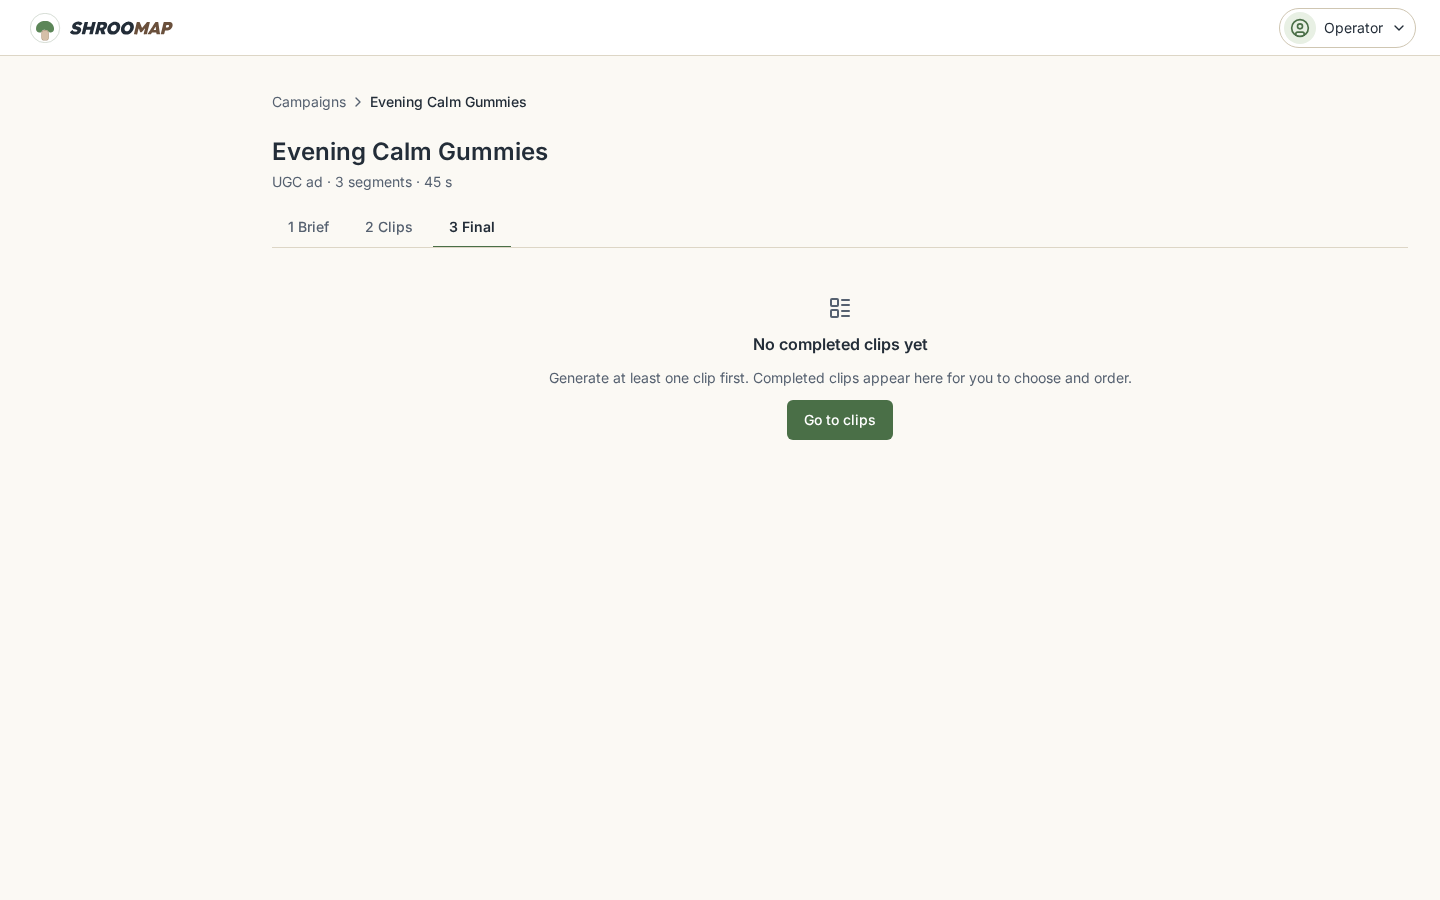 SHROOMAP
Operator
Campaigns > Evening Calm Gummies
Evening Calm Gummies
UGC ad · 3 segments · 45 s
1 Brief 2 Clips 3 Final
No completed clips yet
Generate at least one clip first. Completed clips appear here for you to choose and order.
Go to clips